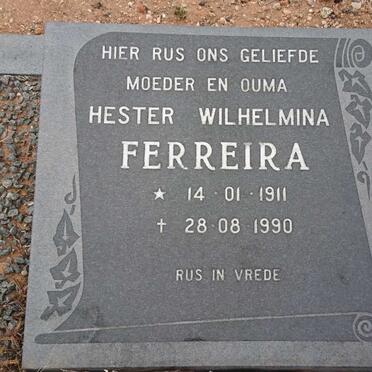 HIER RUS ONS GELIEFDE
MOEDER EN OUMA
HESTER WILHELMINA
FERREIRA
★ 14·01·1911
✝ 28·08·1990
RUS IN VREDE